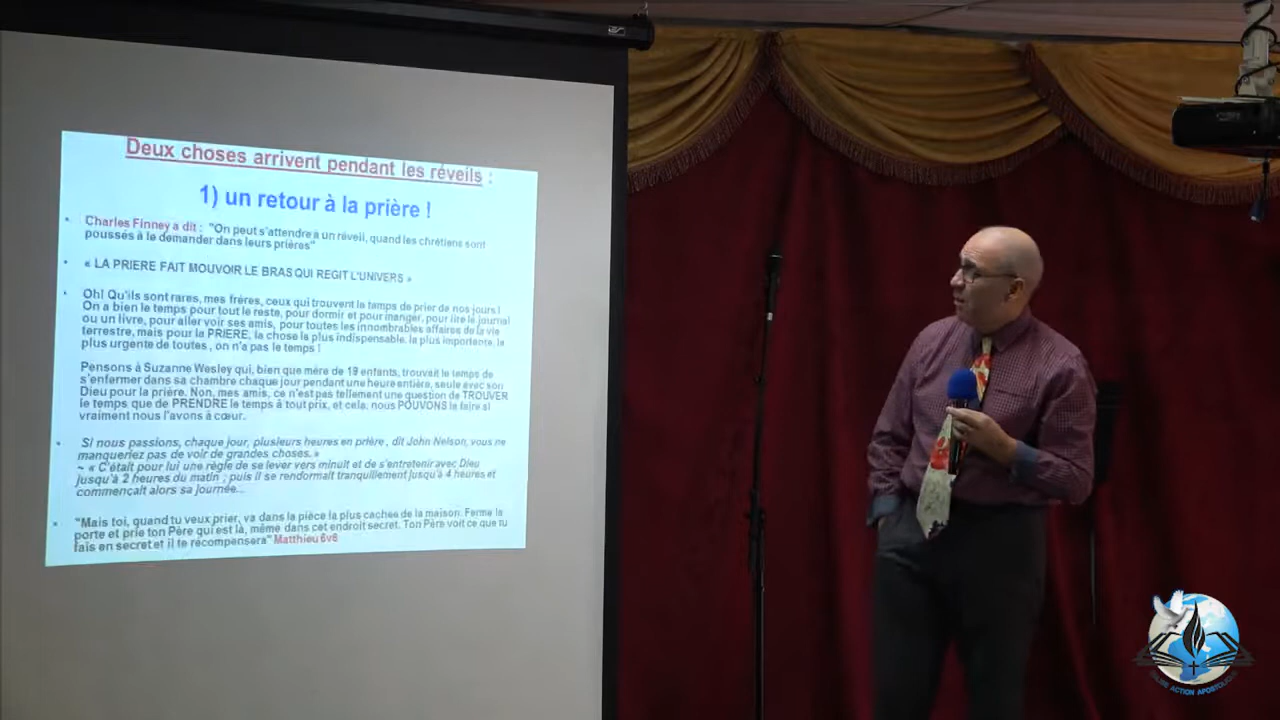 Deux choses arrivent pendant les réveils :
1) un retour à la prière !
• Charles Finney a dit : "On peut s'attendre à un réveil, quand les chrétiens sont
poussés à le demander dans leurs prières"
• « LA PRIERE FAIT MOUVOIR LE BRAS QUI REGIT L'UNIVERS »
• Oh! Qu'ils sont rares, mes frères, ceux qui trouvent le temps de prier de nos jours !
On a bien le temps pour tout le reste, pour dormir et pour manger, pour lire le journal
ou un livre, pour aller voir ses amis, pour toutes les innombrables affaires de la vie
terrestre, mais pour la PRIERE, la chose la plus indispensable, la plus importante, la
plus urgente de toutes , on n'a pas le temps !
Pensons à Suzanne Wesley qui, bien que mère de 19 enfants, trouvait le temps de
s'enfermer dans sa chambre chaque jour pendant une heure entière, seule avec son
Dieu pour la prière. Non, mes amis, ce n'est pas tellement une question de TROUVER
le temps que de PRENDRE le temps à tout prix, et cela, nous POUVONS le faire si
vraiment nous l'avons à cœur.
• Si nous passions, chaque jour, plusieurs heures en prière , dit John Nelson, vous ne
manqueriez pas de voir de grandes choses. »
~ « C'était pour lui une règle de se lever vers minuit et de s'entretenir avec Dieu
jusqu'à 2 heures du matin ; puis il se rendormait tranquillement jusqu'à 4 heures et
commençait alors sa journée...
• "Mais toi, quand tu veux prier, va dans la pièce la plus cachée de la maison. Ferme la
porte et prie ton Père qui est là, même dans cet endroit secret. Ton Père voit ce que tu
fais en secret et il te récompensera" Matthieu 6v6
ACTION APOSTOLIQUE